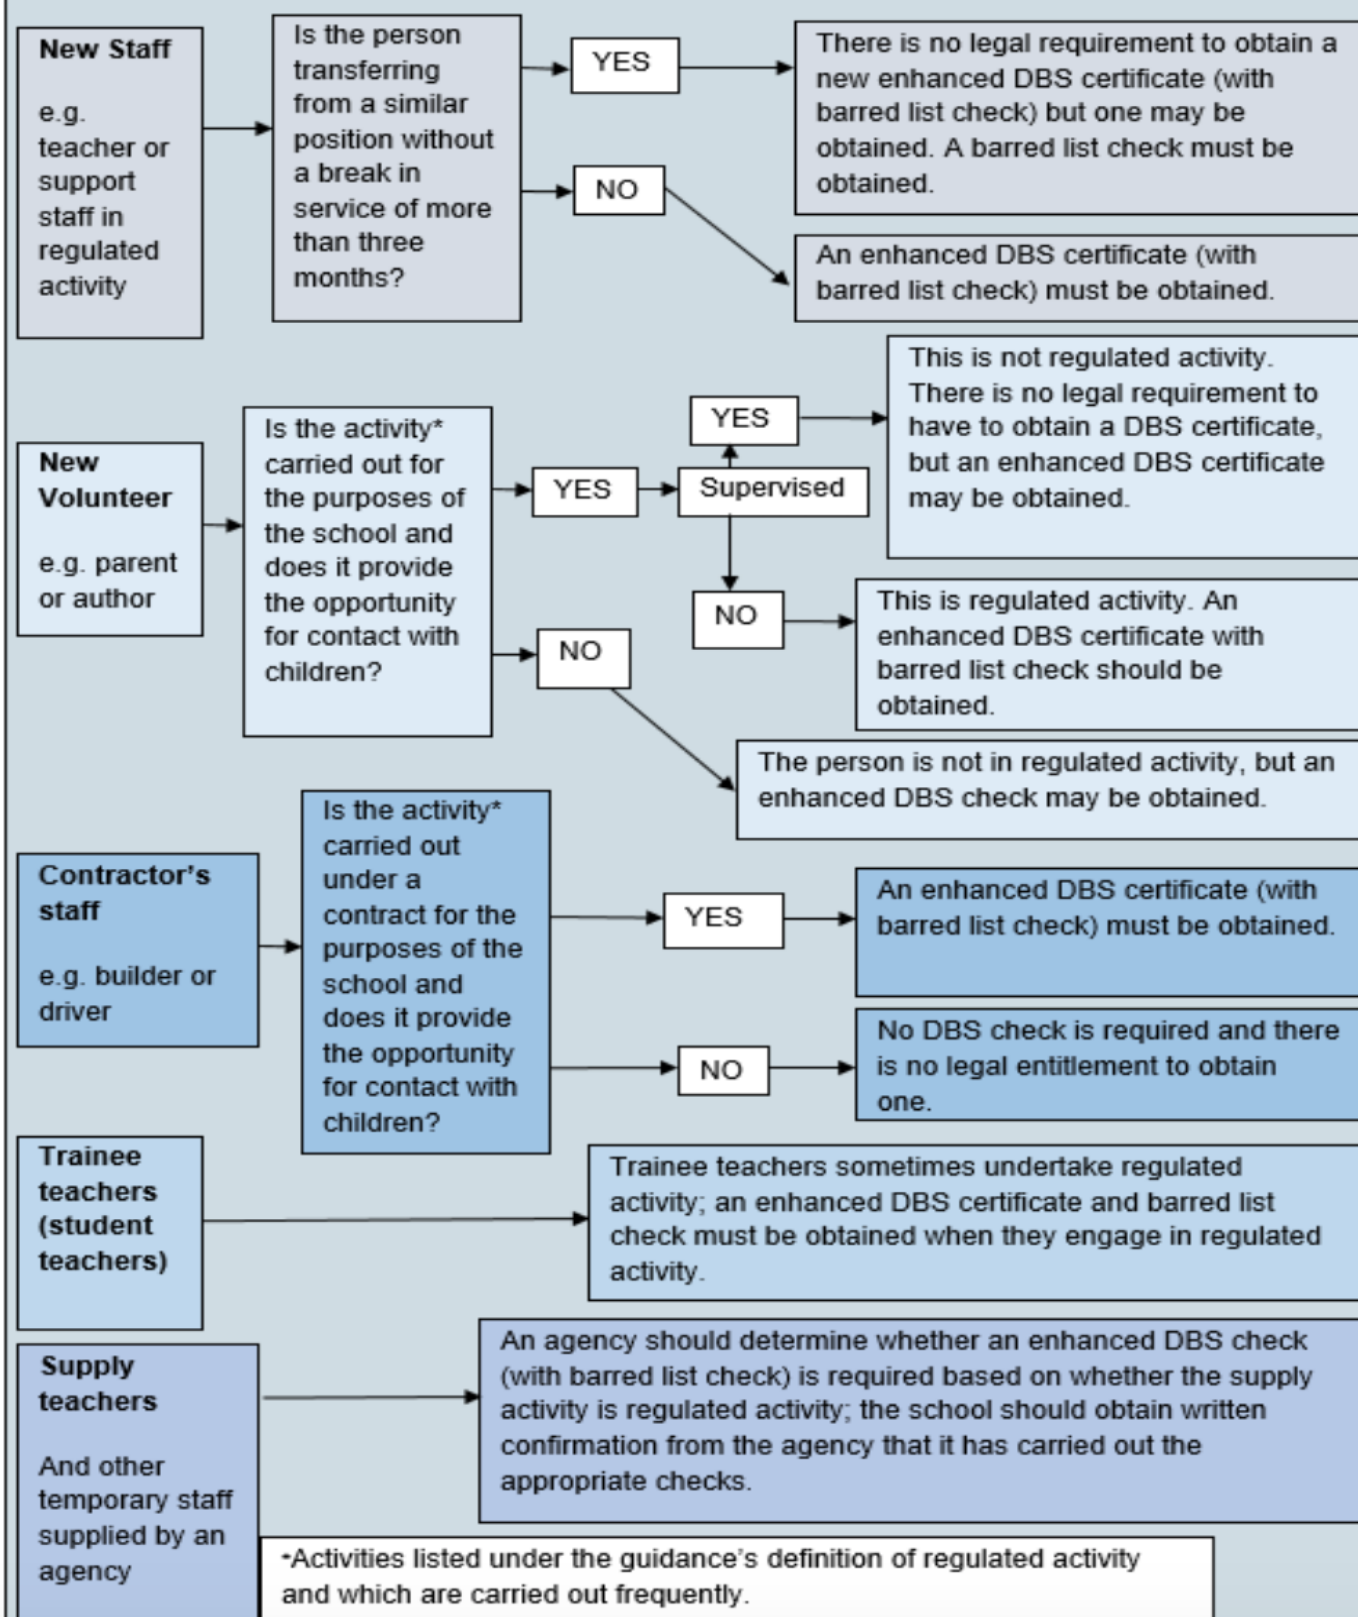 New Staff
e.g.
teacher or
support
staff in
regulated
activity
Is the person
transferring
from a similar
position without
a break in
service of more
than three
months?
YES
There is no legal requirement to obtain a
new enhanced DBS certificate (with
barred list check) but one may be
obtained. A barred list check must be
obtained.
NO
An enhanced DBS certificate (with
barred list check) must be obtained.
New
Volunteer
e.g. parent
or author
Is the activity*
carried out for
the purposes of
the school and
does it provide
the opportunity
for contact with
children?
YES
Supervised
YES
This is not regulated activity.
There is no legal requirement to
have to obtain a DBS certificate,
but an enhanced DBS certificate
may be obtained.
NO
This is regulated activity. An
enhanced DBS certificate with
barred list check should be
obtained.
NO
The person is not in regulated activity, but an
enhanced DBS check may be obtained.
Contractor's
staff
e.g. builder or
driver
Is the activity*
carried out
under a
contract for the
purposes of the
school and
does it provide
the opportunity
for contact with
children?
YES
An enhanced DBS certificate (with
barred list check) must be obtained.
NO
No DBS check is required and there
is no legal entitlement to obtain
one.
Trainee
teachers
(student
teachers)
Trainee teachers sometimes undertake regulated
activity; an enhanced DBS certificate and barred list
check must be obtained when they engage in regulated
activity.
Supply
teachers
And other
temporary staff
supplied by an
agency
An agency should determine whether an enhanced DBS check
(with barred list check) is required based on whether the supply
activity is regulated activity; the school should obtain written
confirmation from the agency that it has carried out the
appropriate checks.
*Activities listed under the guidance's definition of regulated activity
and which are carried out frequently.